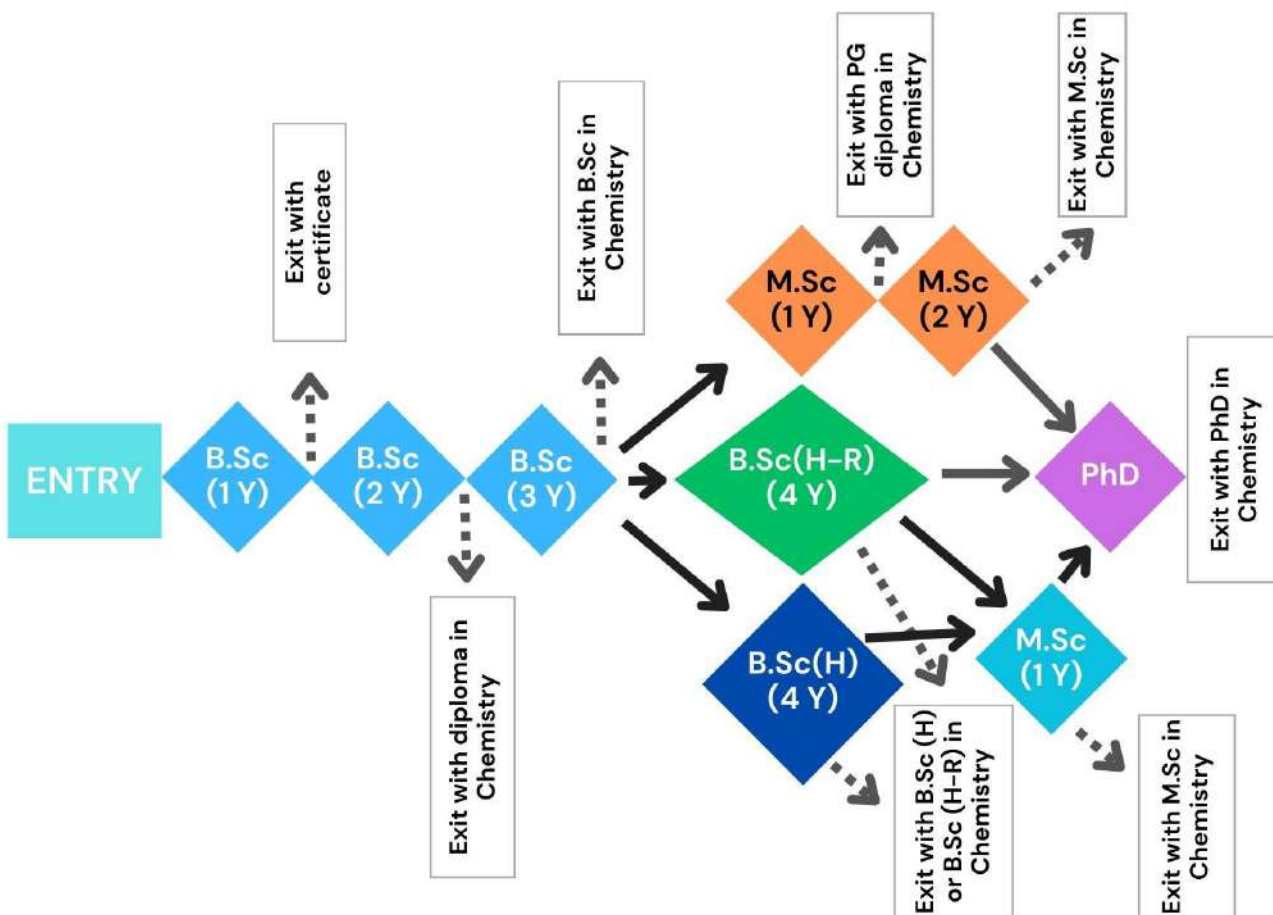 Exit with
certificate
Exit with B.Sc in
Chemistry
Exit with PG
diploma in
Chemistry
Exit with M.Sc in
Chemistry
ENTRY
B.Sc
(1 Y)
B.Sc
(2 Y)
B.Sc
(3 Y)
M.Sc
(1 Y)
M.Sc
(2 Y)
B.Sc(H-R)
(4 Y)
PhD
Exit with PhD in
Chemistry
B.Sc(H)
(4 Y)
M.Sc
(1 Y)
Exit with diploma in
Chemistry
Exit with B.Sc (H)
or B.Sc (H-R) in
Chemistry
Exit with M.Sc in
Chemistry